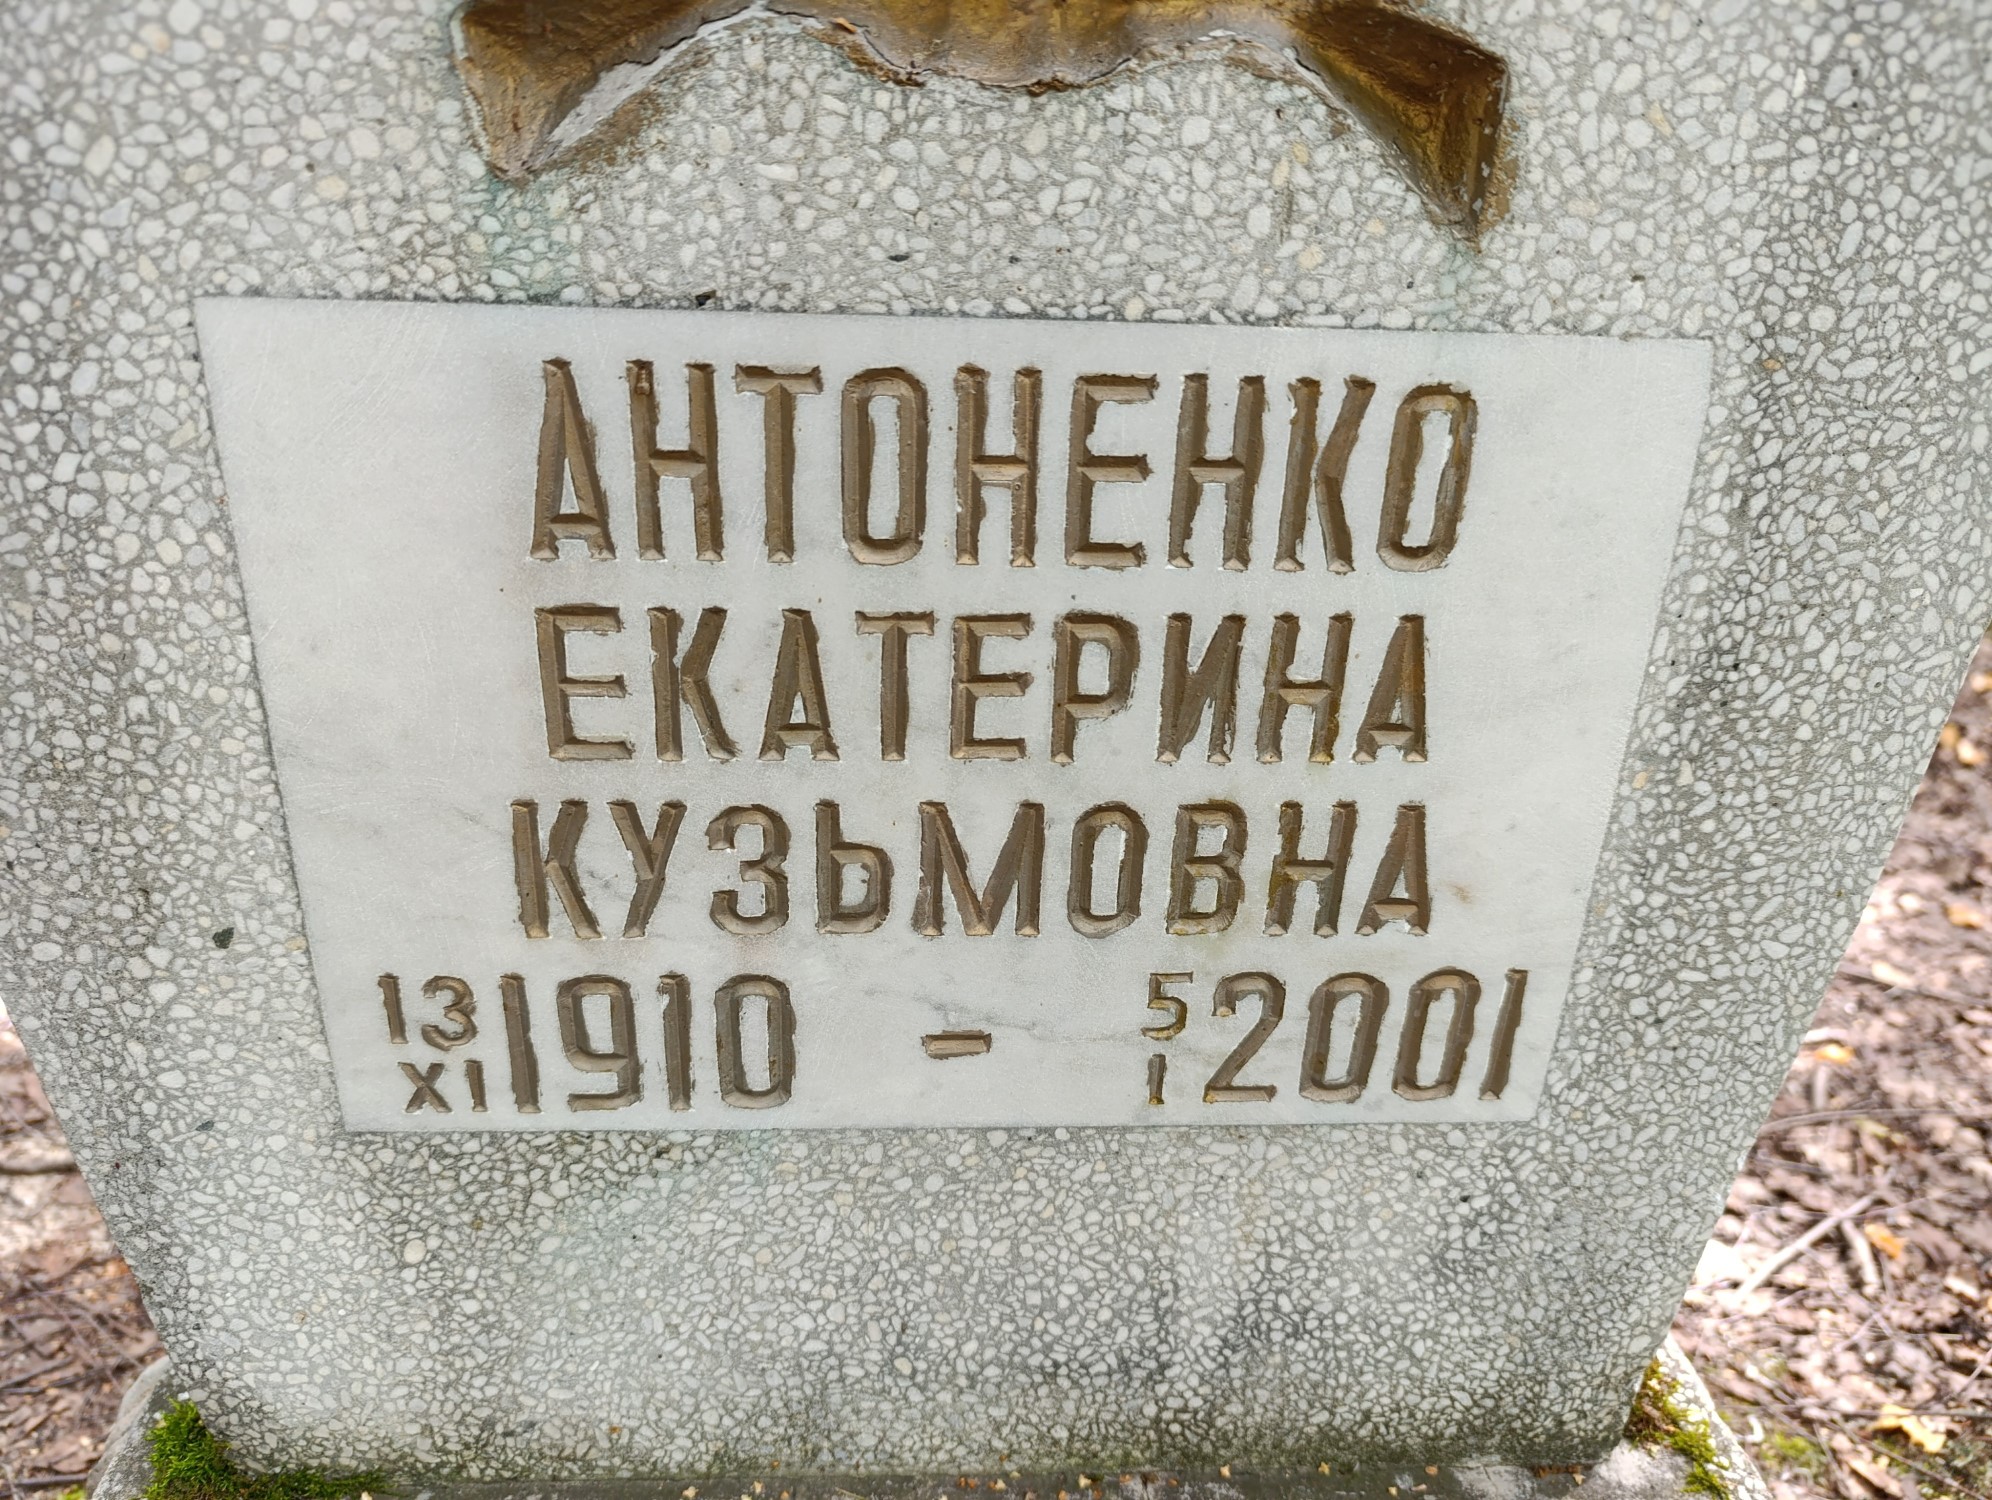 АНТОНЕНКО
ЕКАТЕРИНА
КУЗЬМОВНА
13/XI 1910 - 5/I 2001